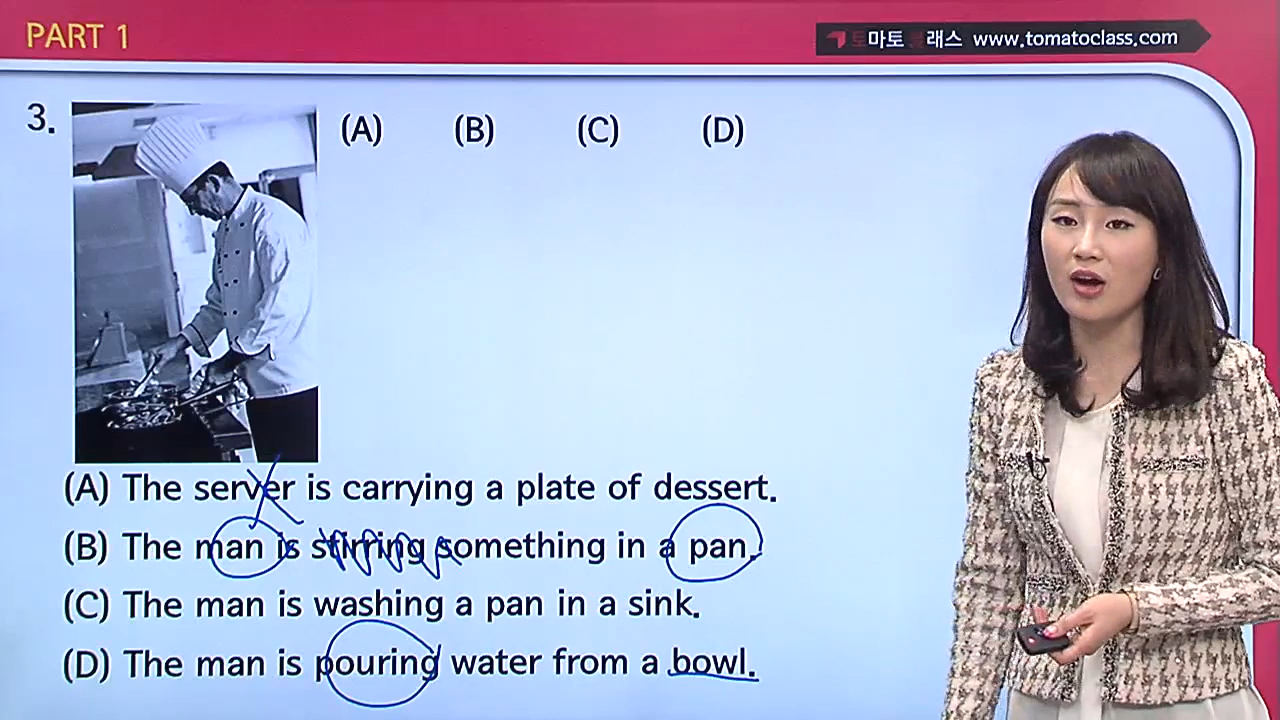 PART 1
토마토클래스 www.tomatoclass.com
3.
(A) (B) (C) (D)
(A) The server is carrying a plate of dessert.
(B) The man is stirring something in a pan.
(C) The man is washing a pan in a sink.
(D) The man is pouring water from a bowl.